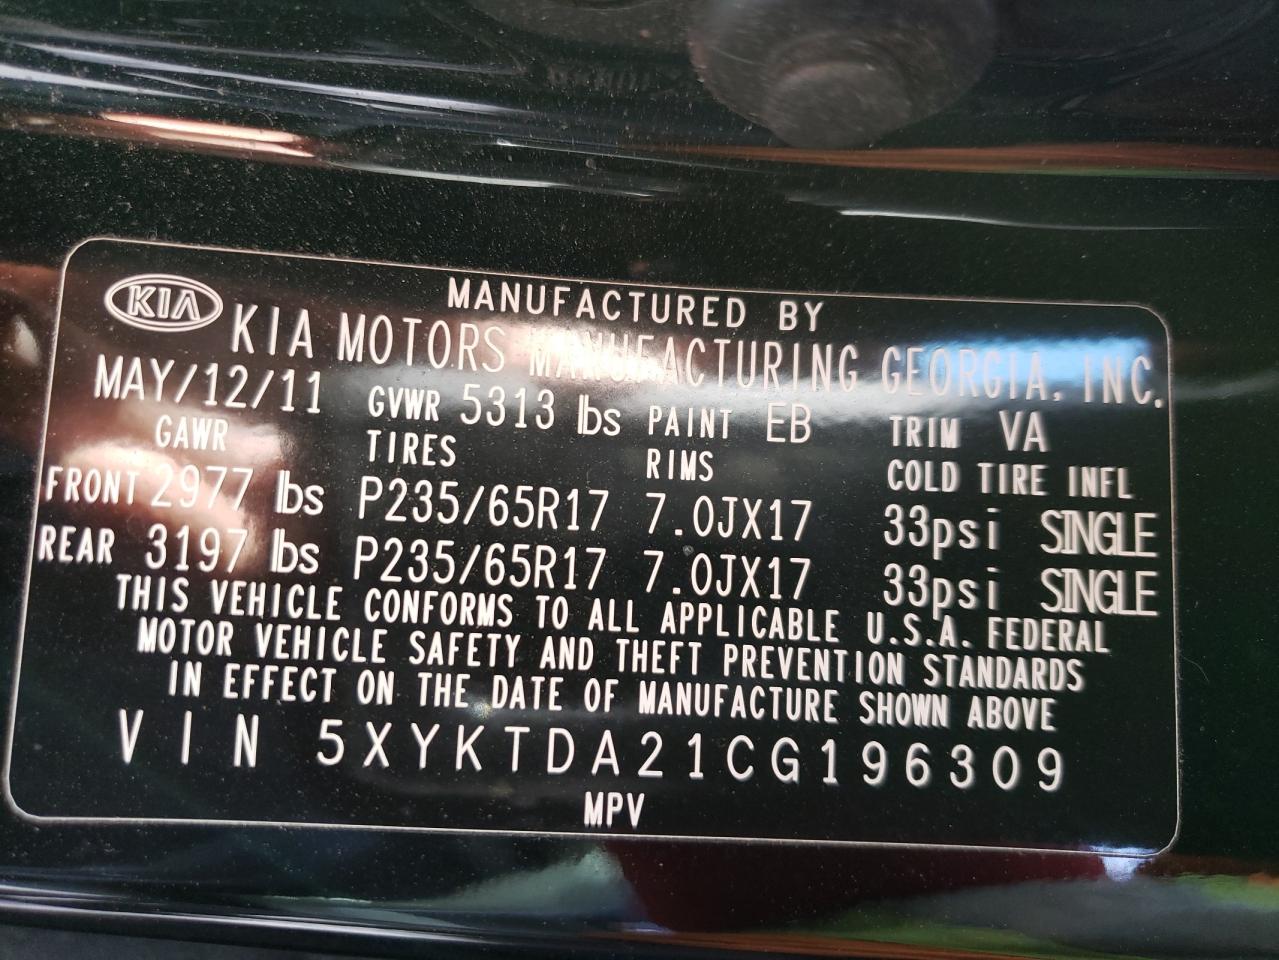 MANUFACTURED BY
KIA KIA MOTORS MANUFACTURING GEORGIA, INC.
MAY/12/11 GVWR 5313 lbs PAINT EB TRIM VA
GAWR TIRES RIMS COLD TIRE INFL
FRONT 2977 lbs P235/65R17 7.0JX17 33psi SINGLE
REAR 3197 lbs P235/65R17 7.0JX17 33psi SINGLE
THIS VEHICLE CONFORMS TO ALL APPLICABLE U.S.A. FEDERAL
MOTOR VEHICLE SAFETY AND THEFT PREVENTION STANDARDS
IN EFFECT ON THE DATE OF MANUFACTURE SHOWN ABOVE
VIN 5XYKTDA21CG196309
MPV